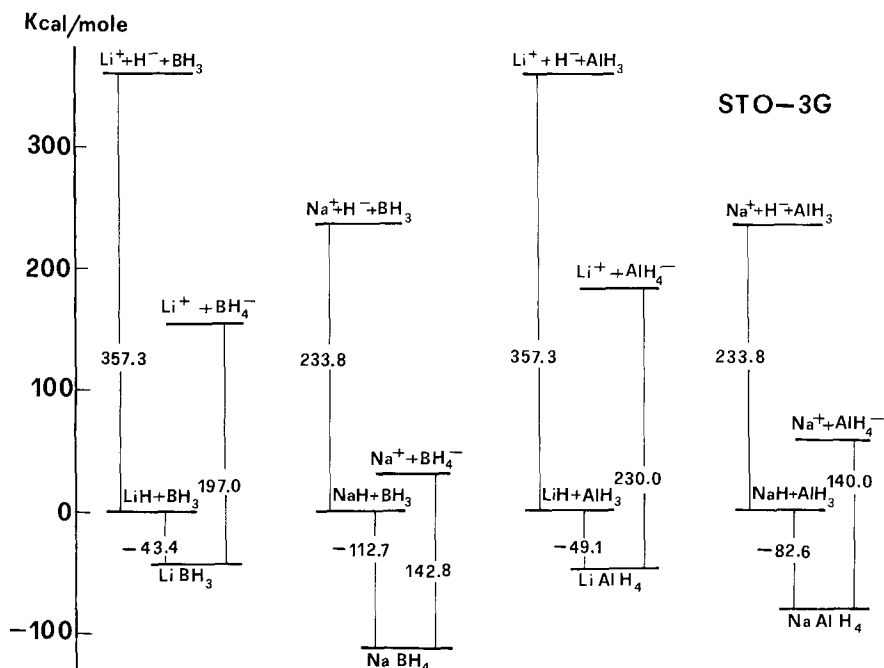 Kcal/mole
Li⁺+H⁻+BH₃
Li⁺+H⁻+AlH₃
STO-3G
300
Na⁺+H⁻+BH₃
Na⁺+H⁻+AlH₃
200
Li⁺ + BH₄⁻
Li⁺ + AlH₄⁻
357.3
233.8
357.3
233.8
100
Na⁺+BH₄⁻
Na⁺+AlH₄⁻
197.0
230.0
140.0
0
LiH+BH₃
NaH+BH₃
LiH+AlH₃
NaH+AlH₃
-43.4
-112.7
142.8
-49.1
-82.6
Li BH₃
Li Al H₄
-100
Na BH₄
Na Al H₄